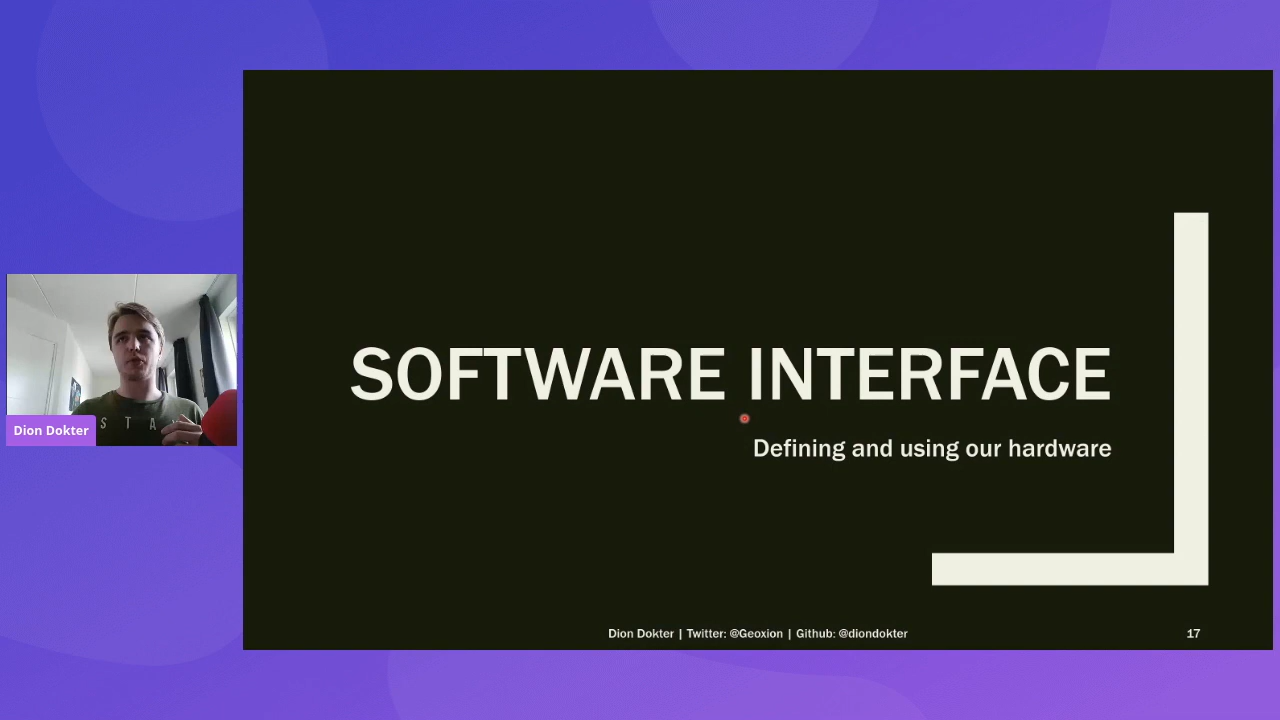 SOFTWARE INTERFACE
Defining and using our hardware
S T A
Dion Dokter
Dion Dokter | Twitter: @Geoxion | Github: @diondokter
17